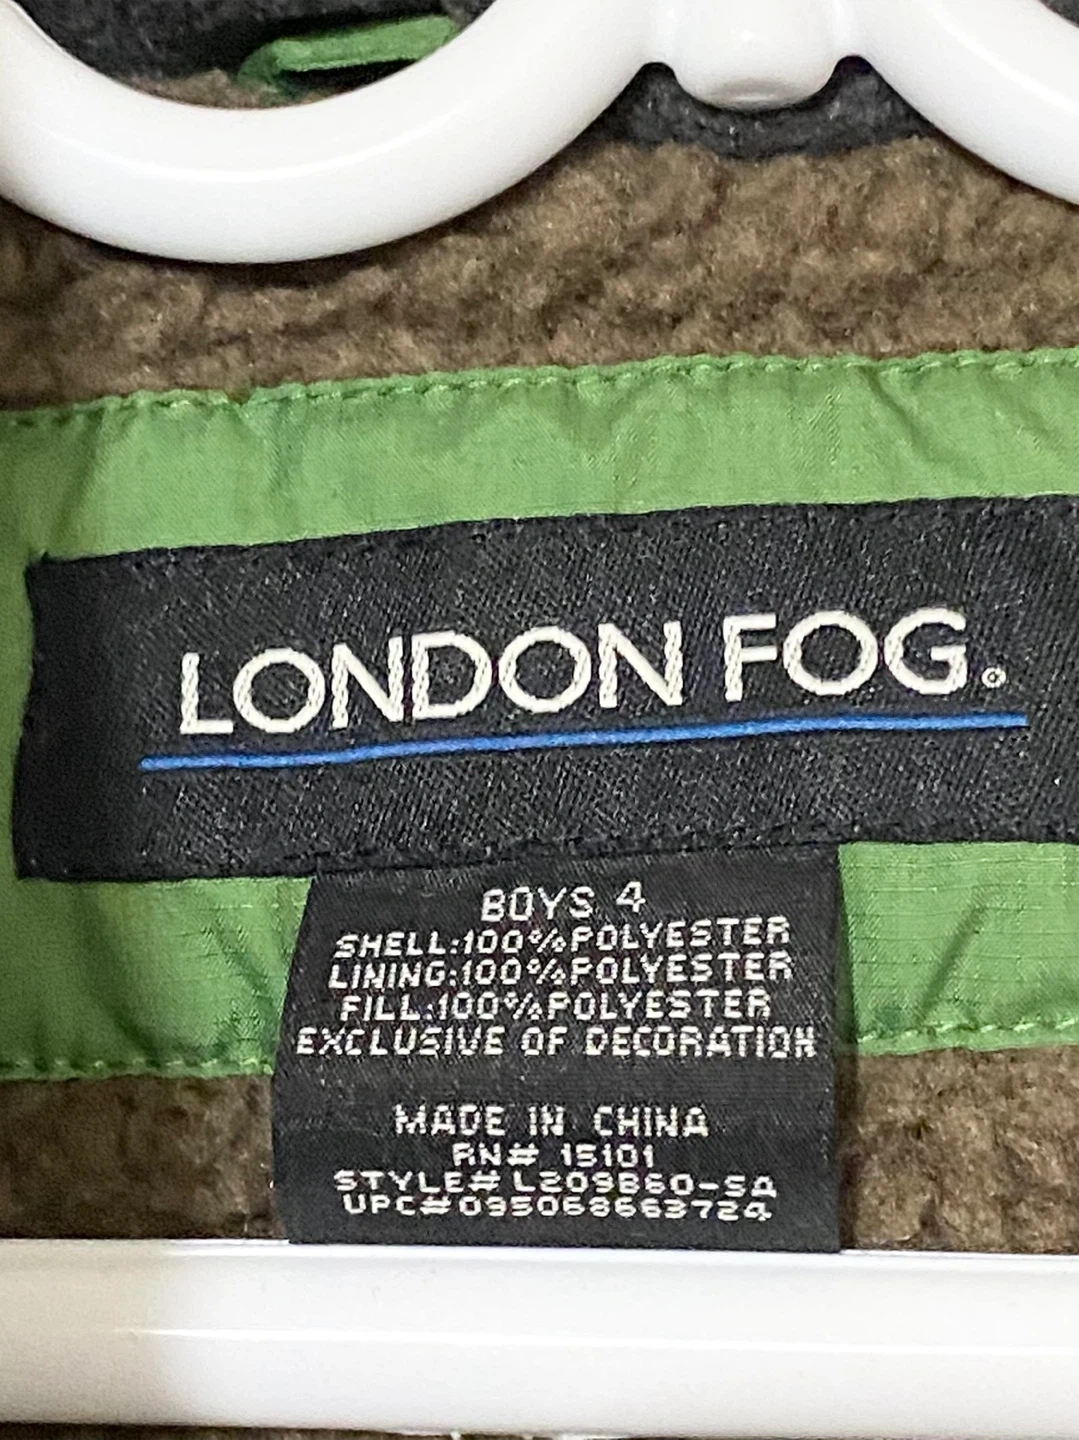 LONDON FOG®
BOYS 4
SHELL:100%POLYESTER
LINING:100%POLYESTER
FILL:100%POLYESTER
EXCLUSIVE OF DECORATION
MADE IN CHINA
RN# 15101
STYLE# L209B60-SA
UPC#095068663724